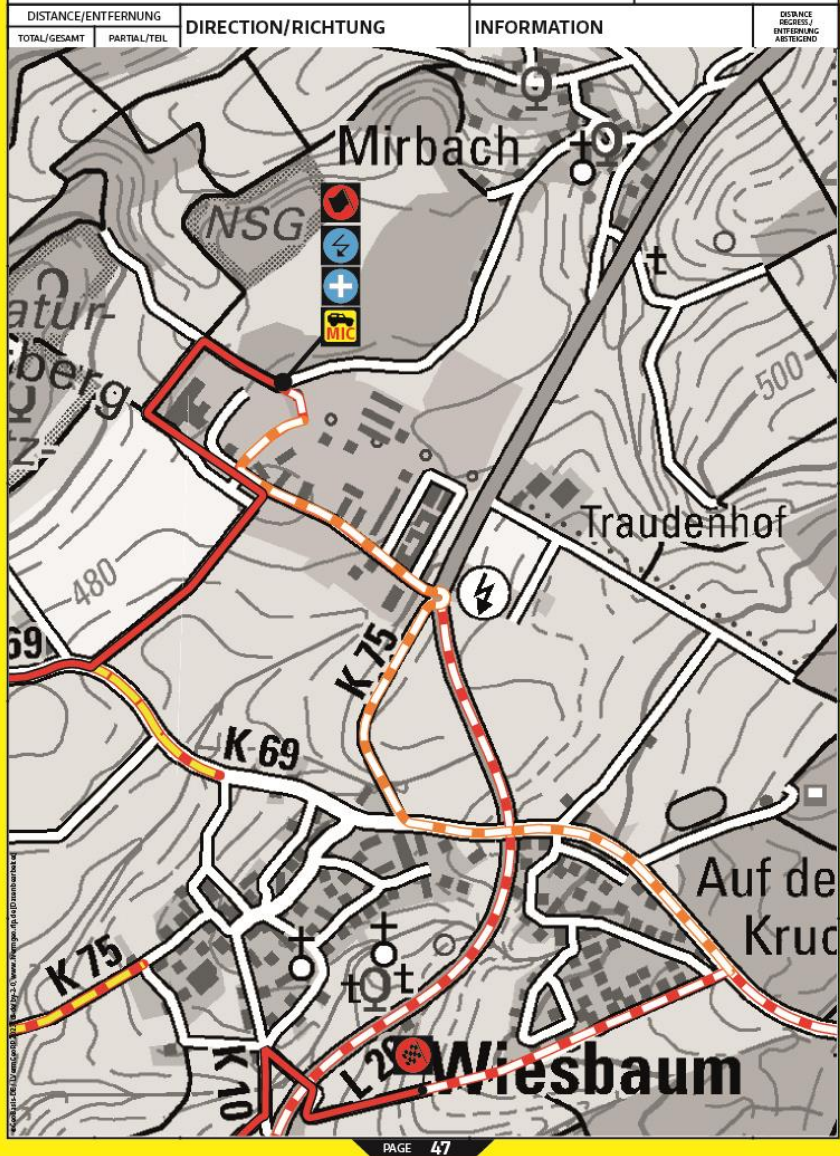 DISTANCE/ENTFERNUNG
TOTAL/GESAMT
PARTIAL/TEIL
DIRECTION/RICHTUNG
INFORMATION
DISTANCE
REGRESS./
ENTFERNUNG
ABSTEIGEND
Mirbach
NSG
MIC
atur-
berg
z-
500
Traudenhof
480
69
K 75
K 69
Auf de
Kruc
K 75
K 10
L 2
Wiesbaum
t
t
t
PAGE 47